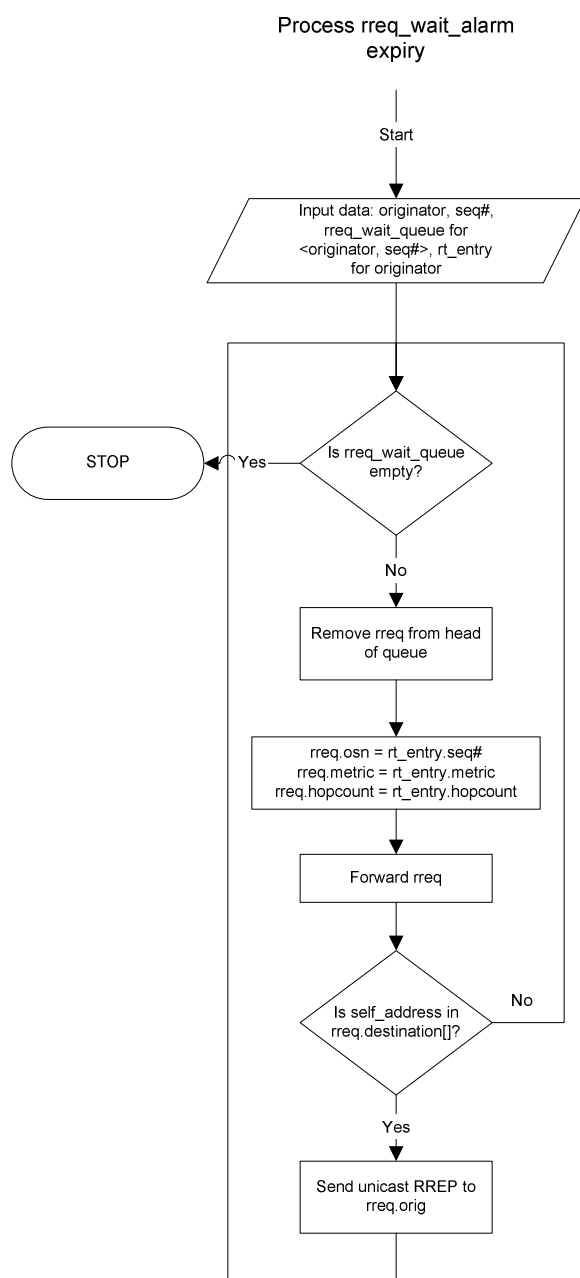 Process rreq_wait_alarm
expiry
Start
Input data: originator, seq#,
rreq_wait_queue for
<originator, seq#>, rt_entry
for originator
Is rreq_wait_queue
empty?
Yes
STOP
No
Remove rreq from head
of queue
rreq.osn = rt_entry.seq#
rreq.metric = rt_entry.metric
rreq.hopcount = rt_entry.hopcount
Forward rreq
Is self_address in
rreq.destination[]?
No
Yes
Send unicast RREP to
rreq.orig